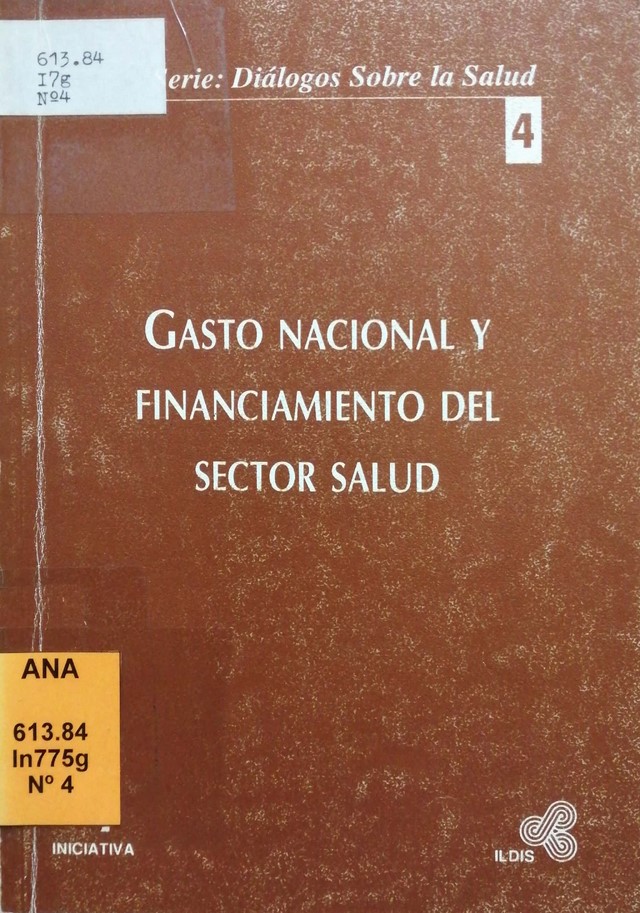 613.84
I7g
Nº4
Serie: Diálogos Sobre la Salud
4
GASTO NACIONAL Y
FINANCIAMIENTO DEL
SECTOR SALUD
ANA
613.84
In775g
Nº 4
INICIATIVA
ILDIS